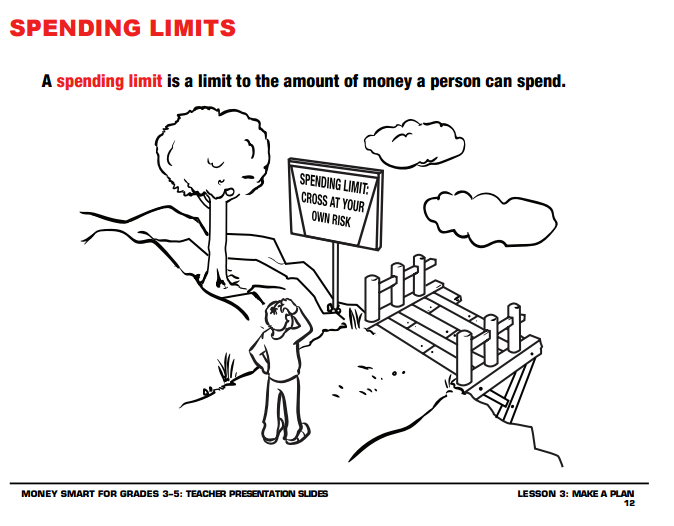 SPENDING LIMITS
A spending limit is a limit to the amount of money a person can spend.
SPENDING LIMIT:
CROSS AT YOUR
OWN RISK
MONEY SMART FOR GRADES 3–5: TEACHER PRESENTATION SLIDES
LESSON 3: MAKE A PLAN
12